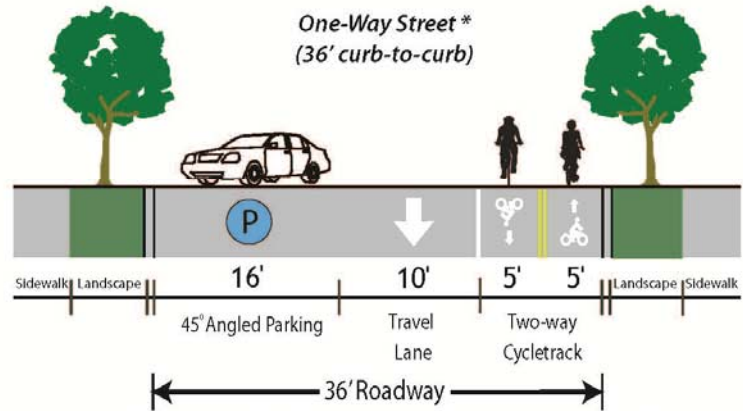 One-Way Street *
(36' curb-to-curb)
P
16' 10' 5' 5'
Sidewalk Landscape Landscape Sidewalk
45° Angled Parking Travel Two-way
Lane Cycletrack
36' Roadway